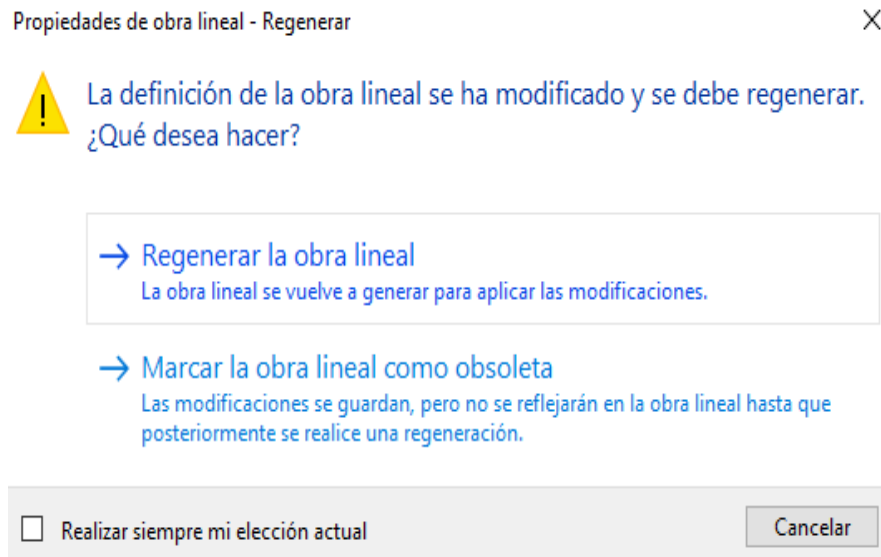 Propiedades de obra lineal - Regenerar
La definición de la obra lineal se ha modificado y se debe regenerar.
¿Qué desea hacer?
Regenerar la obra lineal
La obra lineal se vuelve a generar para aplicar las modificaciones.
Marcar la obra lineal como obsoleta
Las modificaciones se guardan, pero no se reflejarán en la obra lineal hasta que
posteriormente se realice una regeneración.
Realizar siempre mi elección actual
Cancelar